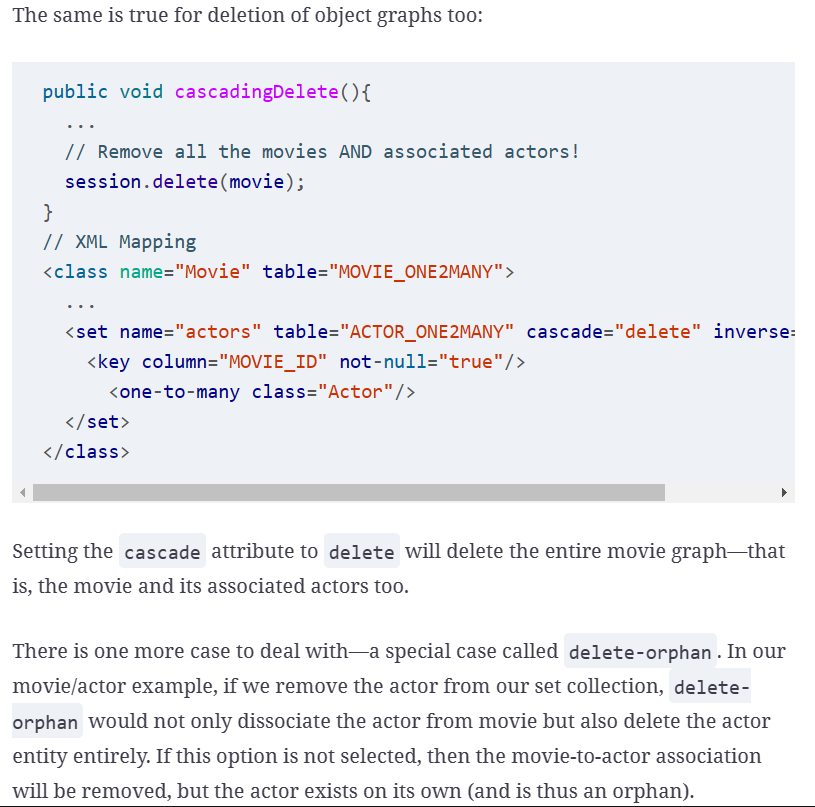 The same is true for deletion of object graphs too:
public void cascadingDelete(){
  ...
  // Remove all the movies AND associated actors!
  session.delete(movie);
}
// XML Mapping
<class name="Movie" table="MOVIE_ONE2MANY">
  ...
  <set name="actors" table="ACTOR_ONE2MANY" cascade="delete" inverse=
    <key column="MOVIE_ID" not-null="true"/>
      <one-to-many class="Actor"/>
  </set>
</class>
Setting the cascade attribute to delete will delete the entire movie graph—that
is, the movie and its associated actors too.
There is one more case to deal with—a special case called delete-orphan. In our
movie/actor example, if we remove the actor from our set collection, delete-
orphan would not only dissociate the actor from movie but also delete the actor
entity entirely. If this option is not selected, then the movie-to-actor association
will be removed, but the actor exists on its own (and is thus an orphan).